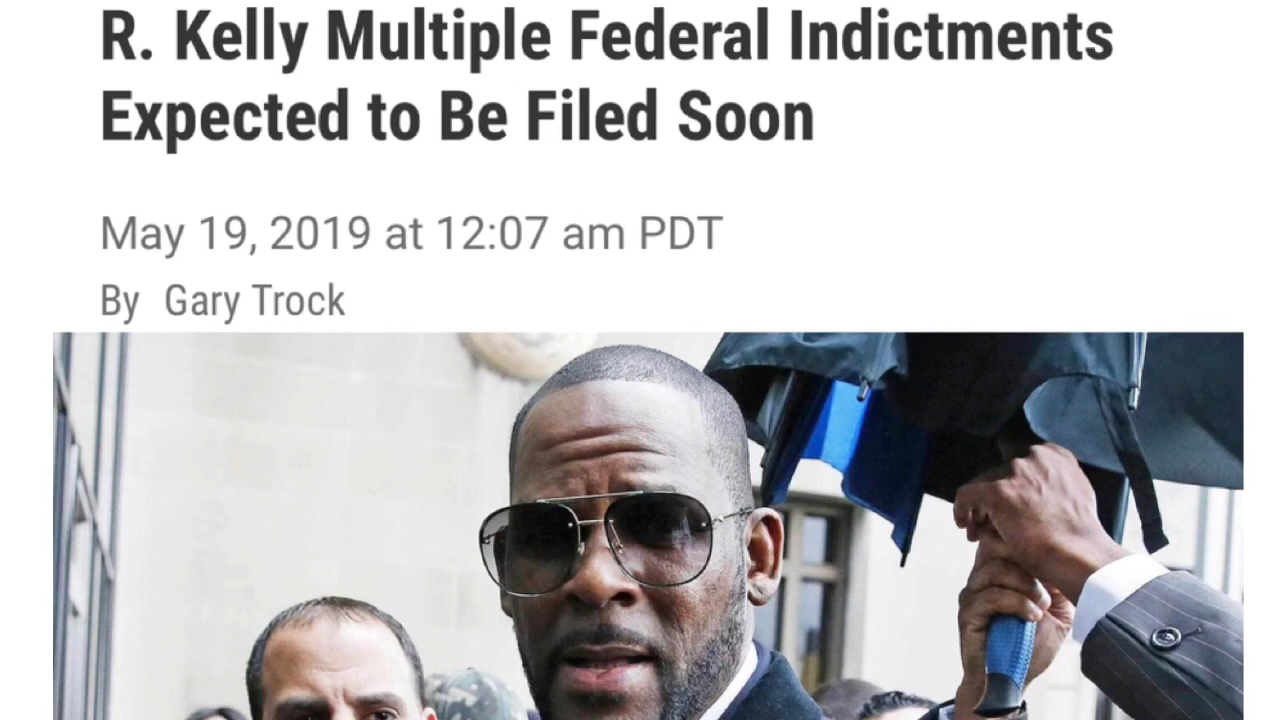 R. Kelly Multiple Federal Indictments
Expected to Be Filed Soon
May 19, 2019 at 12:07 am PDT
By Gary Trock